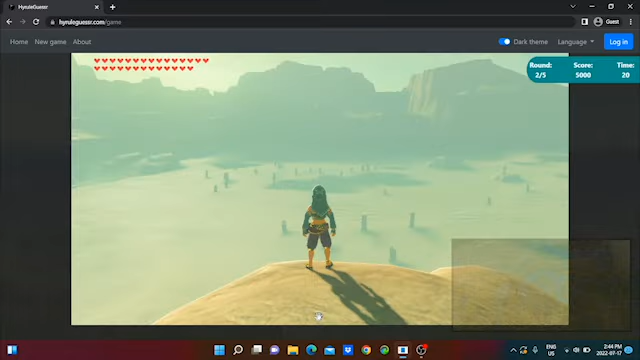 HyruleGuessr
hyruleguessr.com/game
Guest
Home New game About
Dark theme Language Log in
Round: Score: Time:
2/5 5000 20
ENG
US
2:44 PM
2022-07-17